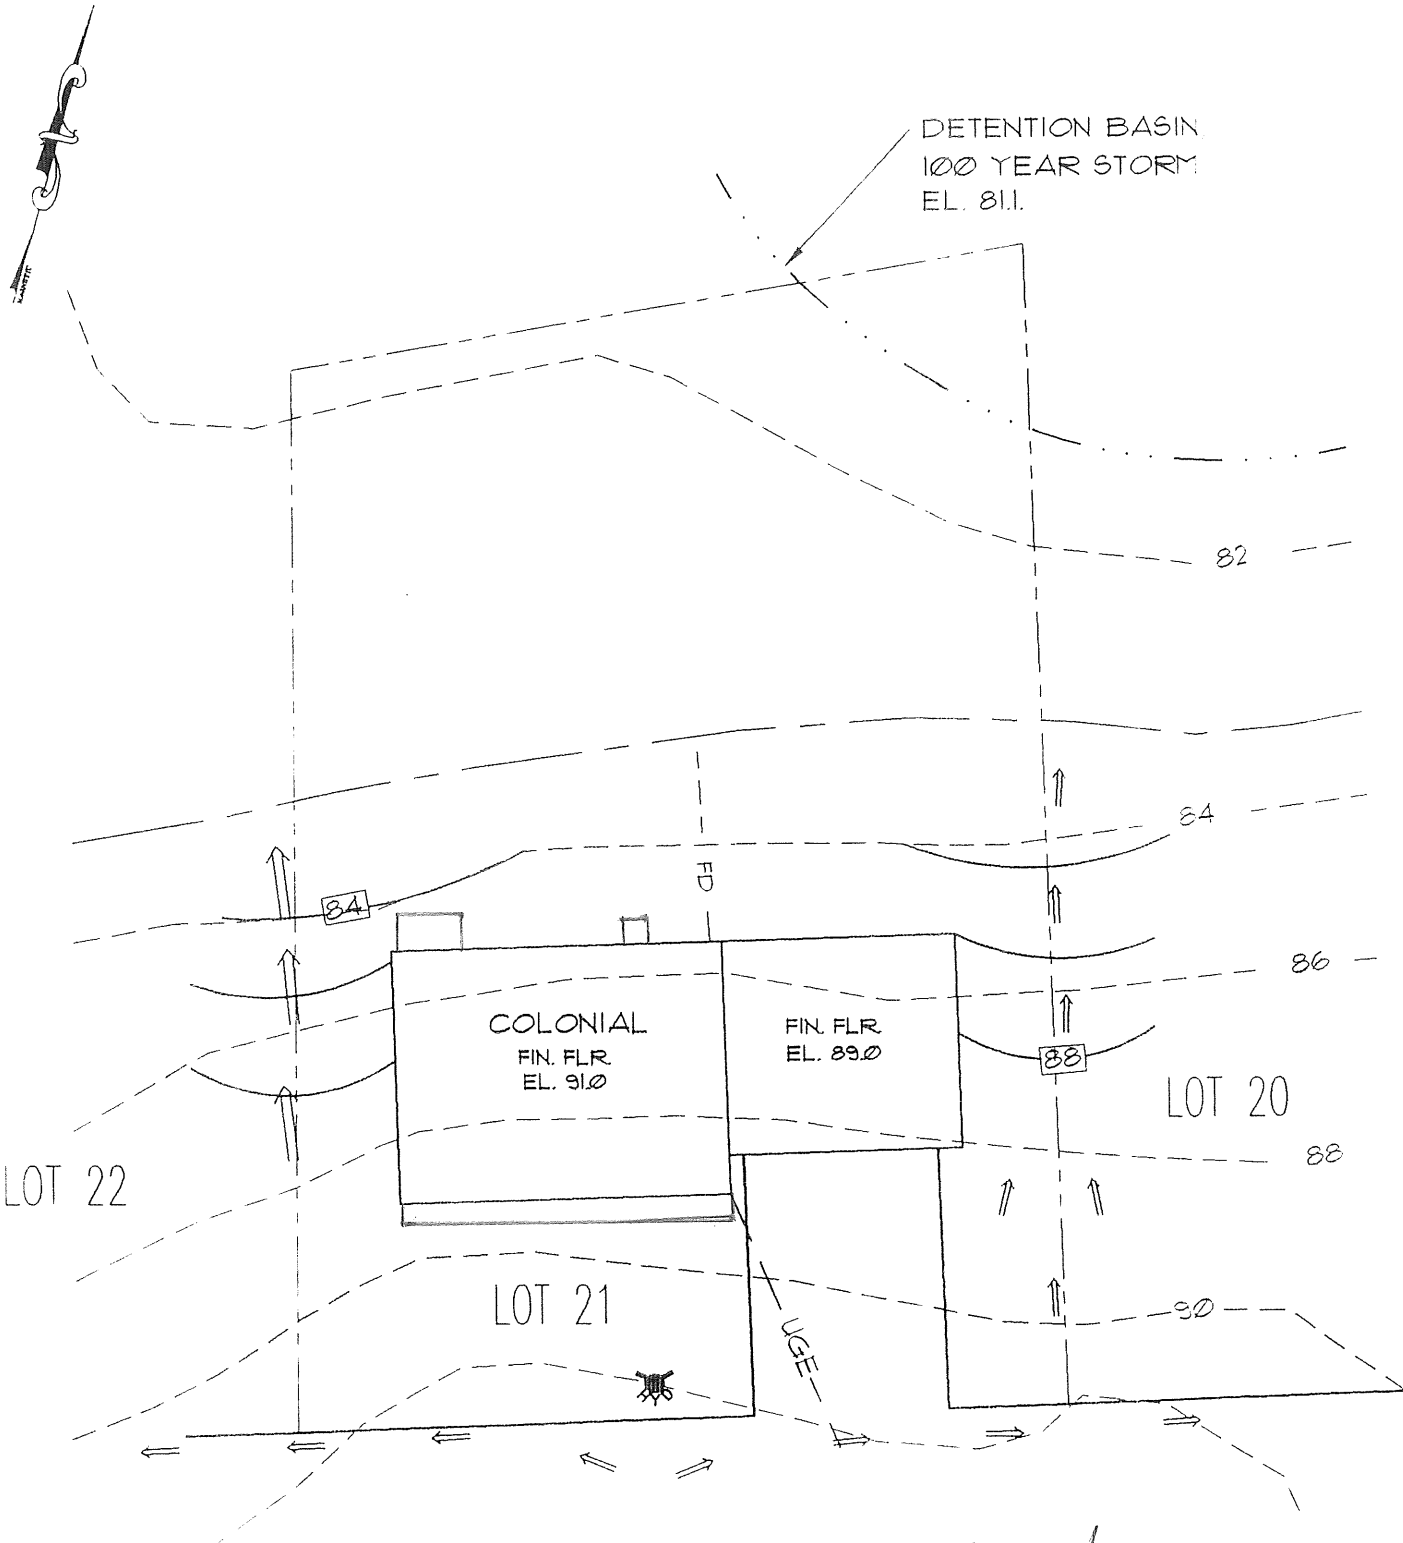 DETENTION BASIN
100 YEAR STORM
EL. 81.1.
82
84
FD
84
86
COLONIAL
FIN. FLR.
EL. 91.0
FIN. FLR.
EL. 89.0
88
LOT 20
88
LOT 22
LOT 21
90
UGE